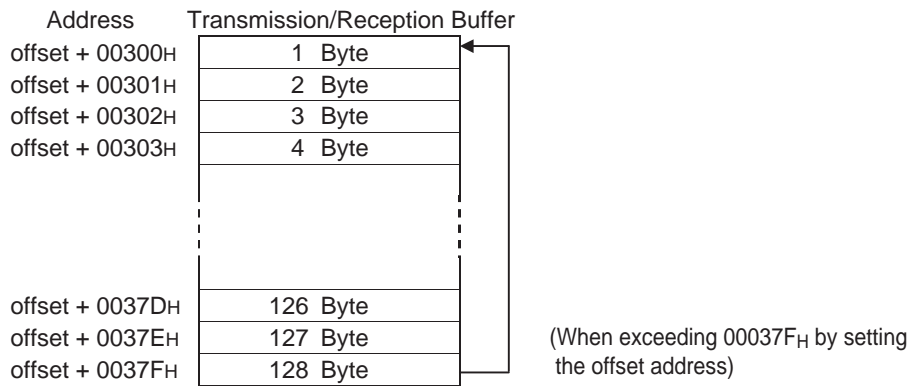 Address Transmission/Reception Buffer
offset + 00300H 1 Byte
offset + 00301H 2 Byte
offset + 00302H 3 Byte
offset + 00303H 4 Byte
offset + 0037DH 126 Byte
offset + 0037EH 127 Byte
offset + 0037FH 128 Byte
(When exceeding 00037FH by setting
the offset address)